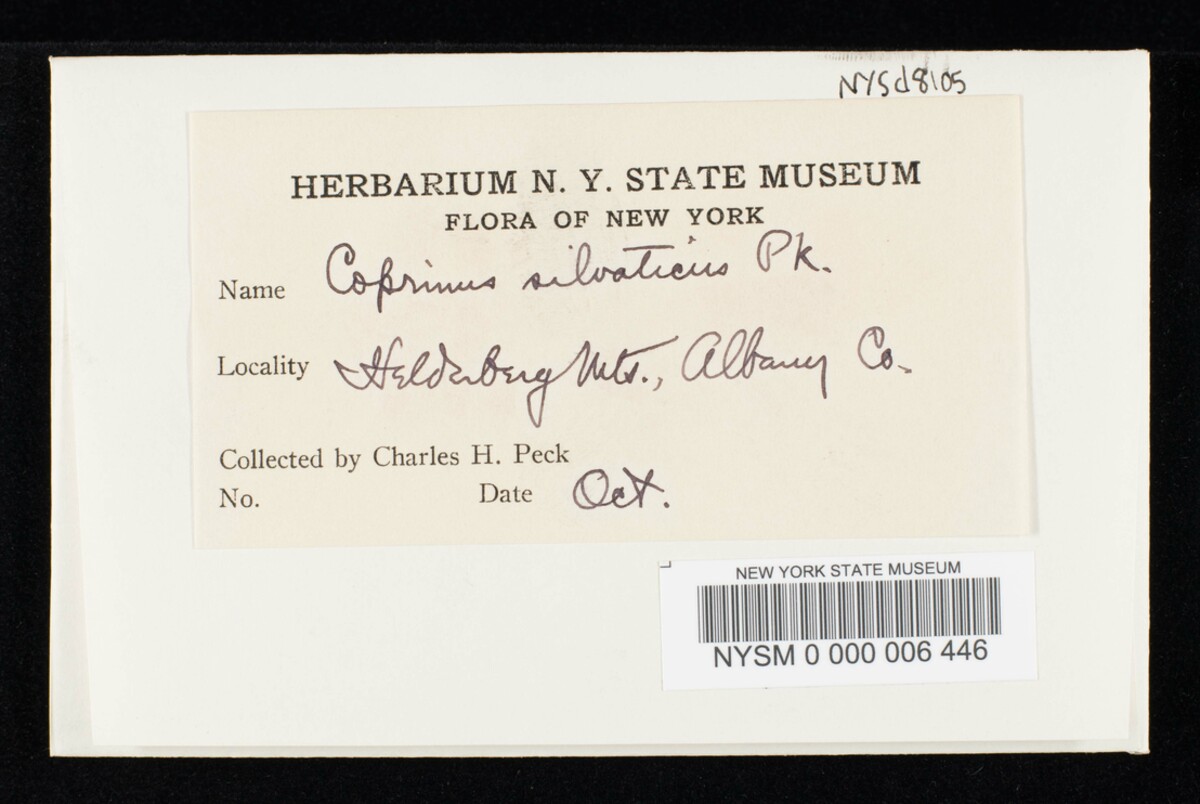 NYSd8105
HERBARIUM N. Y. STATE MUSEUM
FLORA OF NEW YORK
Name Coprinus silvaticus Pk.
Locality Helderberg Mts., Albany Co.
Collected by Charles H. Peck
No. Date Oct.
NEW YORK STATE MUSEUM
NYSM 0 000 006 446